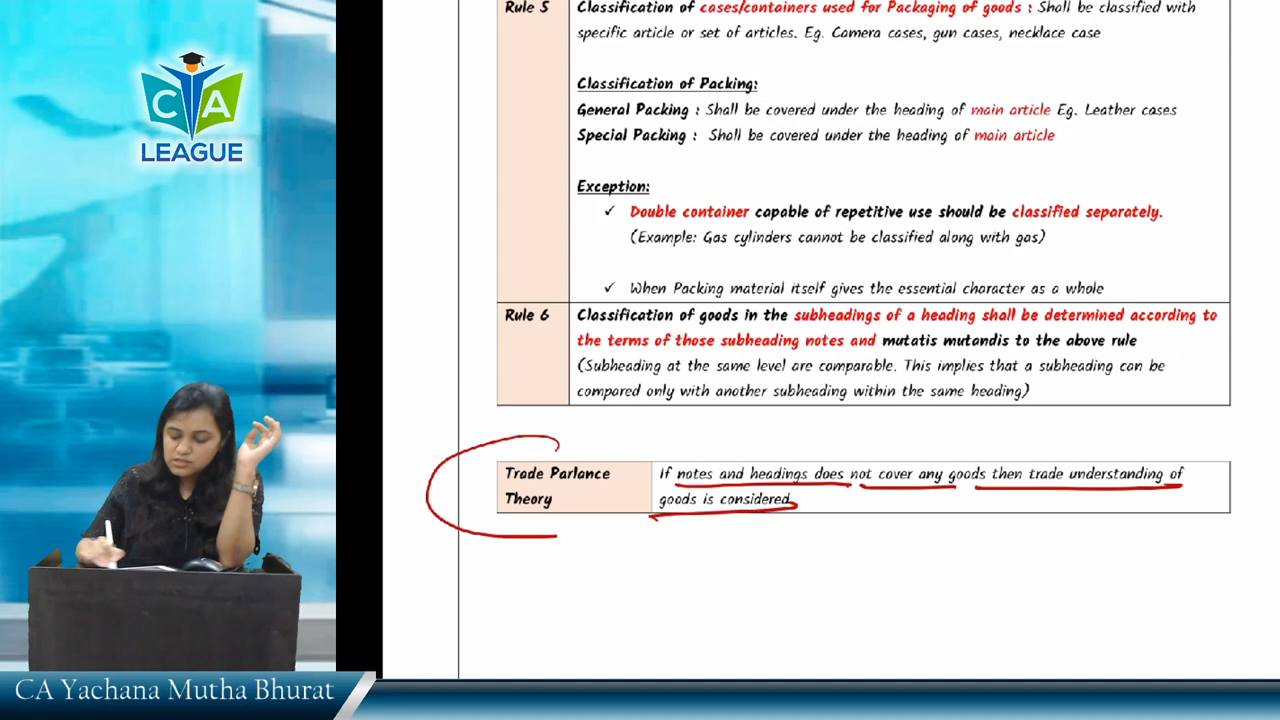 CA
LEAGUE
Rule 5
Classification of cases/containers used for Packaging of goods : Shall be classified with
specific article or set of articles. Eg. Camera cases, gun cases, necklace case
Classification of Packing:
General Packing : Shall be covered under the heading of main article Eg. Leather cases
Special Packing : Shall be covered under the heading of main article
Exception:
✓ Double container capable of repetitive use should be classified separately.
(Example: Gas cylinders cannot be classified along with gas)
✓ When Packing material itself gives the essential character as a whole
Rule 6
Classification of goods in the subheadings of a heading shall be determined according to
the terms of those subheading notes and mutatis mutandis to the above rule
(Subheading at the same level are comparable. This implies that a subheading can be
compared only with another subheading within the same heading)
Trade Parlance
Theory
If notes and headings does not cover any goods then trade understanding of
goods is considered
CA Yachana Mutha Bhurat